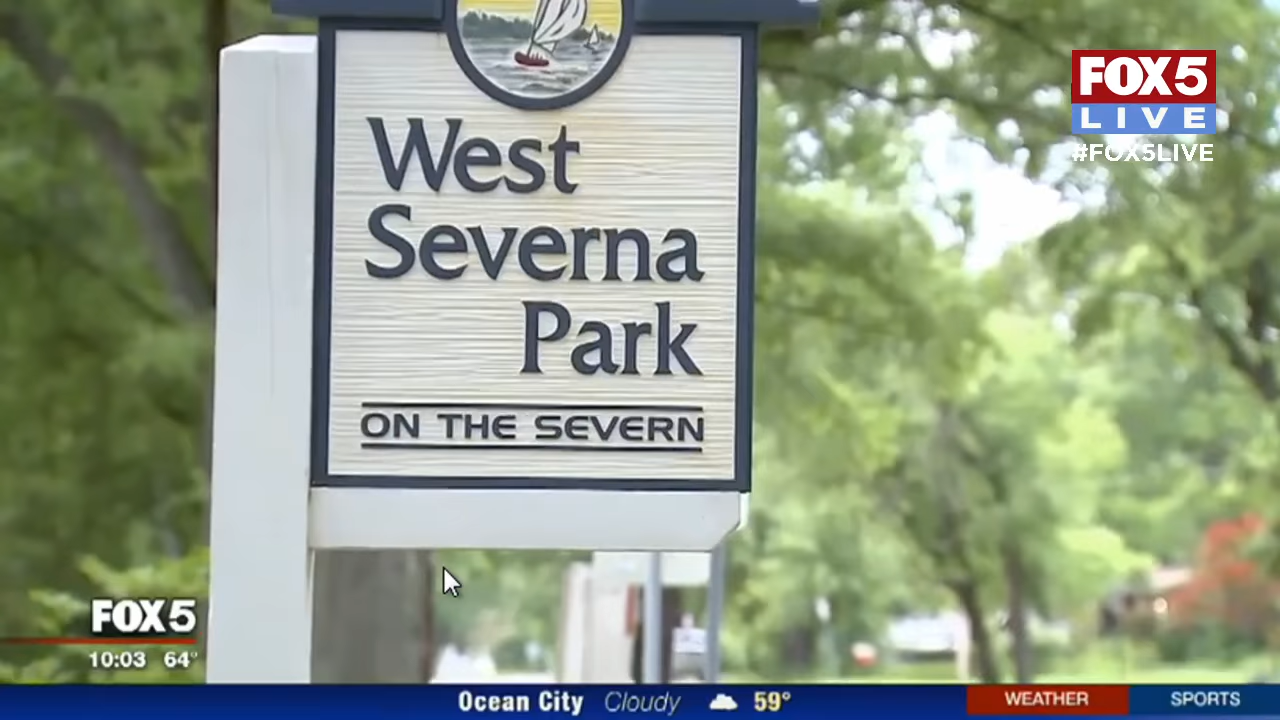 FOX5
LIVE
#FOX5LIVE
West
Severna
Park
ON THE SEVERN
FOX5
10:03 64°
Ocean City Cloudy 59° WEATHER SPORTS